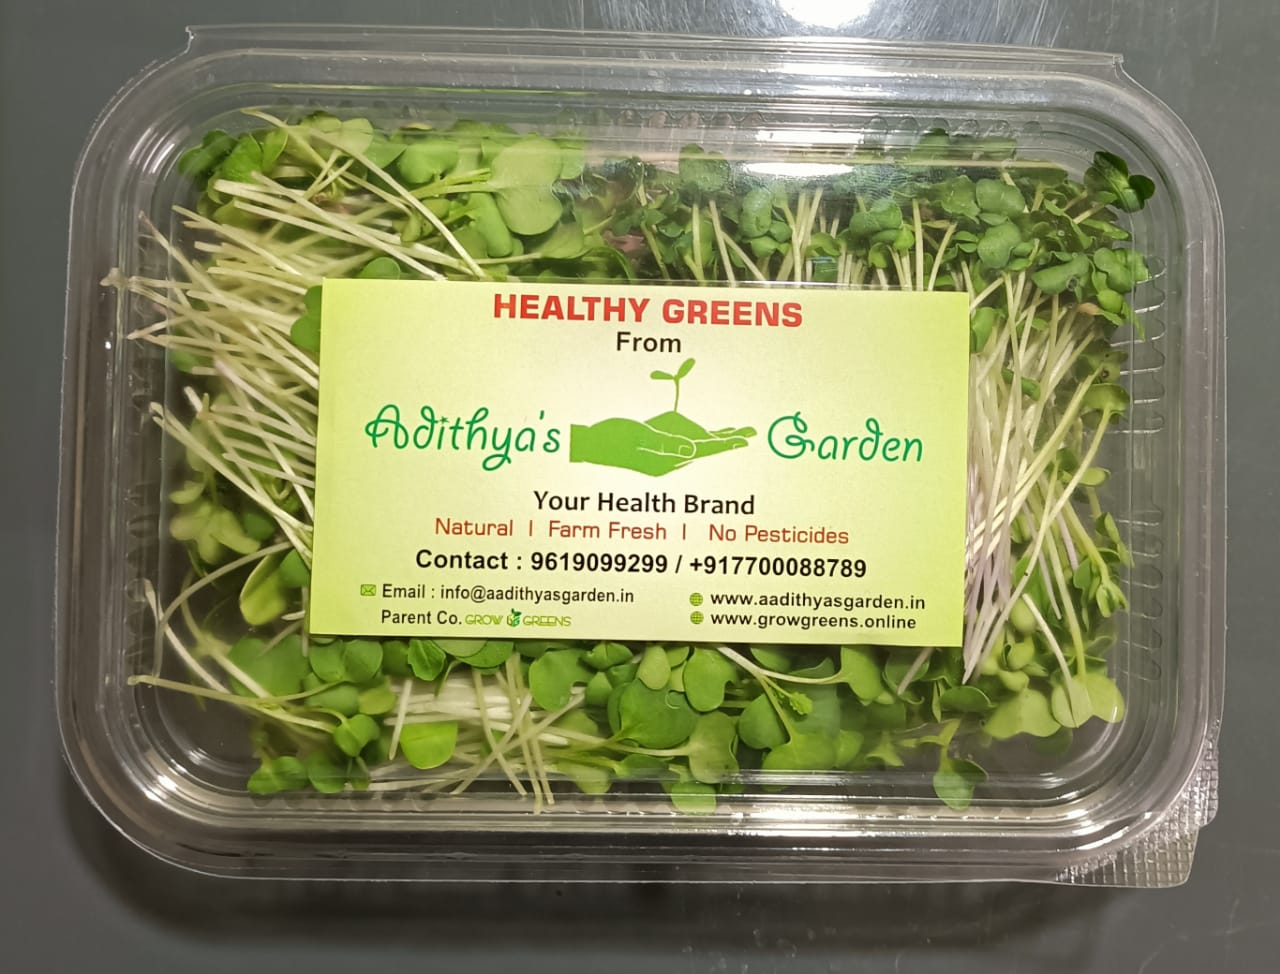 HEALTHY GREENS
From
Adithya's Garden
Your Health Brand
Natural | Farm Fresh | No Pesticides
Contact : 9619099299 / +917700088789
Email : info@aadithyasgarden.in
www.aadithyasgarden.in
Parent Co. GROW GREENS
www.growgreens.online